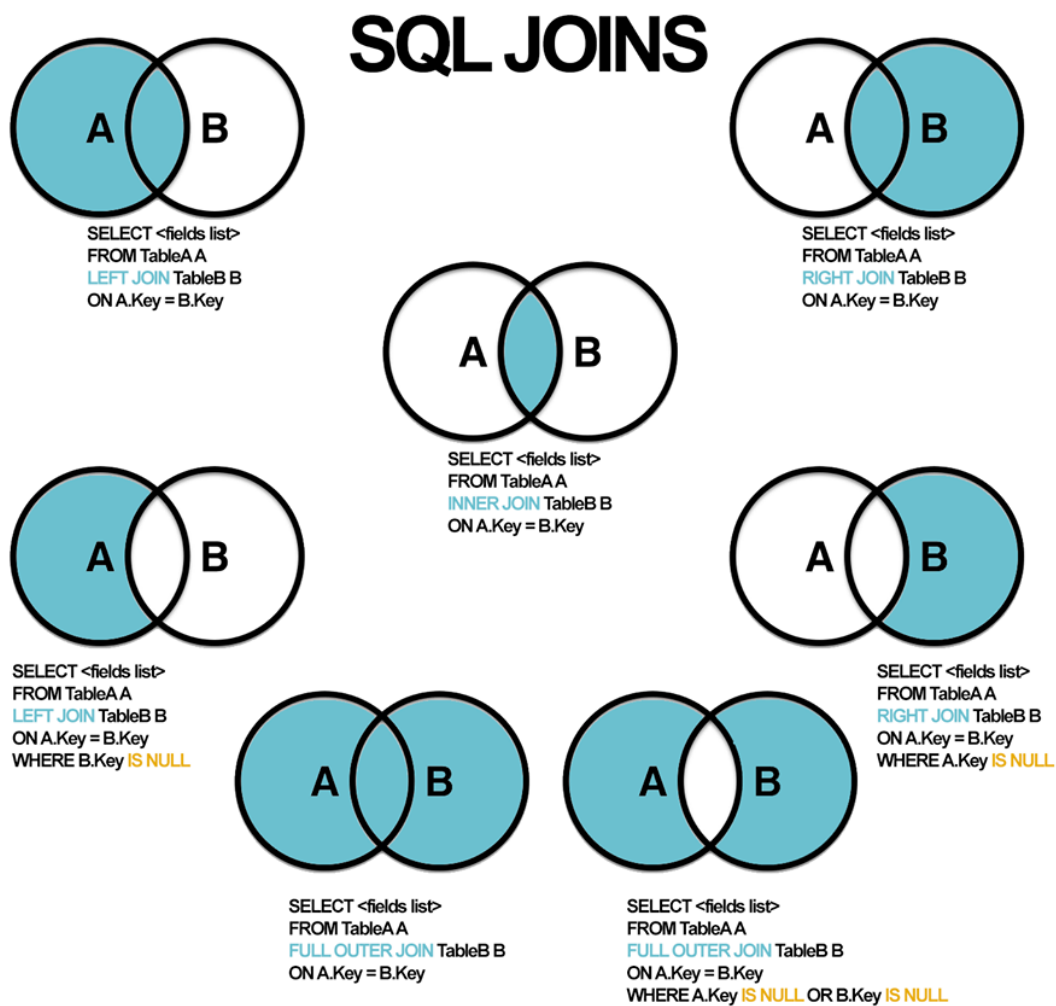 SQL JOINS
A B
SELECT <fields list>
FROM TableA A
LEFT JOIN TableB B
ON A.Key = B.Key
A B
SELECT <fields list>
FROM TableA A
RIGHT JOIN TableB B
ON A.Key = B.Key
A B
SELECT <fields list>
FROM TableA A
INNER JOIN TableB B
ON A.Key = B.Key
A B
SELECT <fields list>
FROM TableA A
LEFT JOIN TableB B
ON A.Key = B.Key
WHERE B.Key IS NULL
A B
SELECT <fields list>
FROM TableA A
RIGHT JOIN TableB B
ON A.Key = B.Key
WHERE A.Key IS NULL
A B
SELECT <fields list>
FROM TableA A
FULL OUTER JOIN TableB B
ON A.Key = B.Key
A B
SELECT <fields list>
FROM TableA A
FULL OUTER JOIN TableB B
ON A.Key = B.Key
WHERE A.Key IS NULL OR B.Key IS NULL